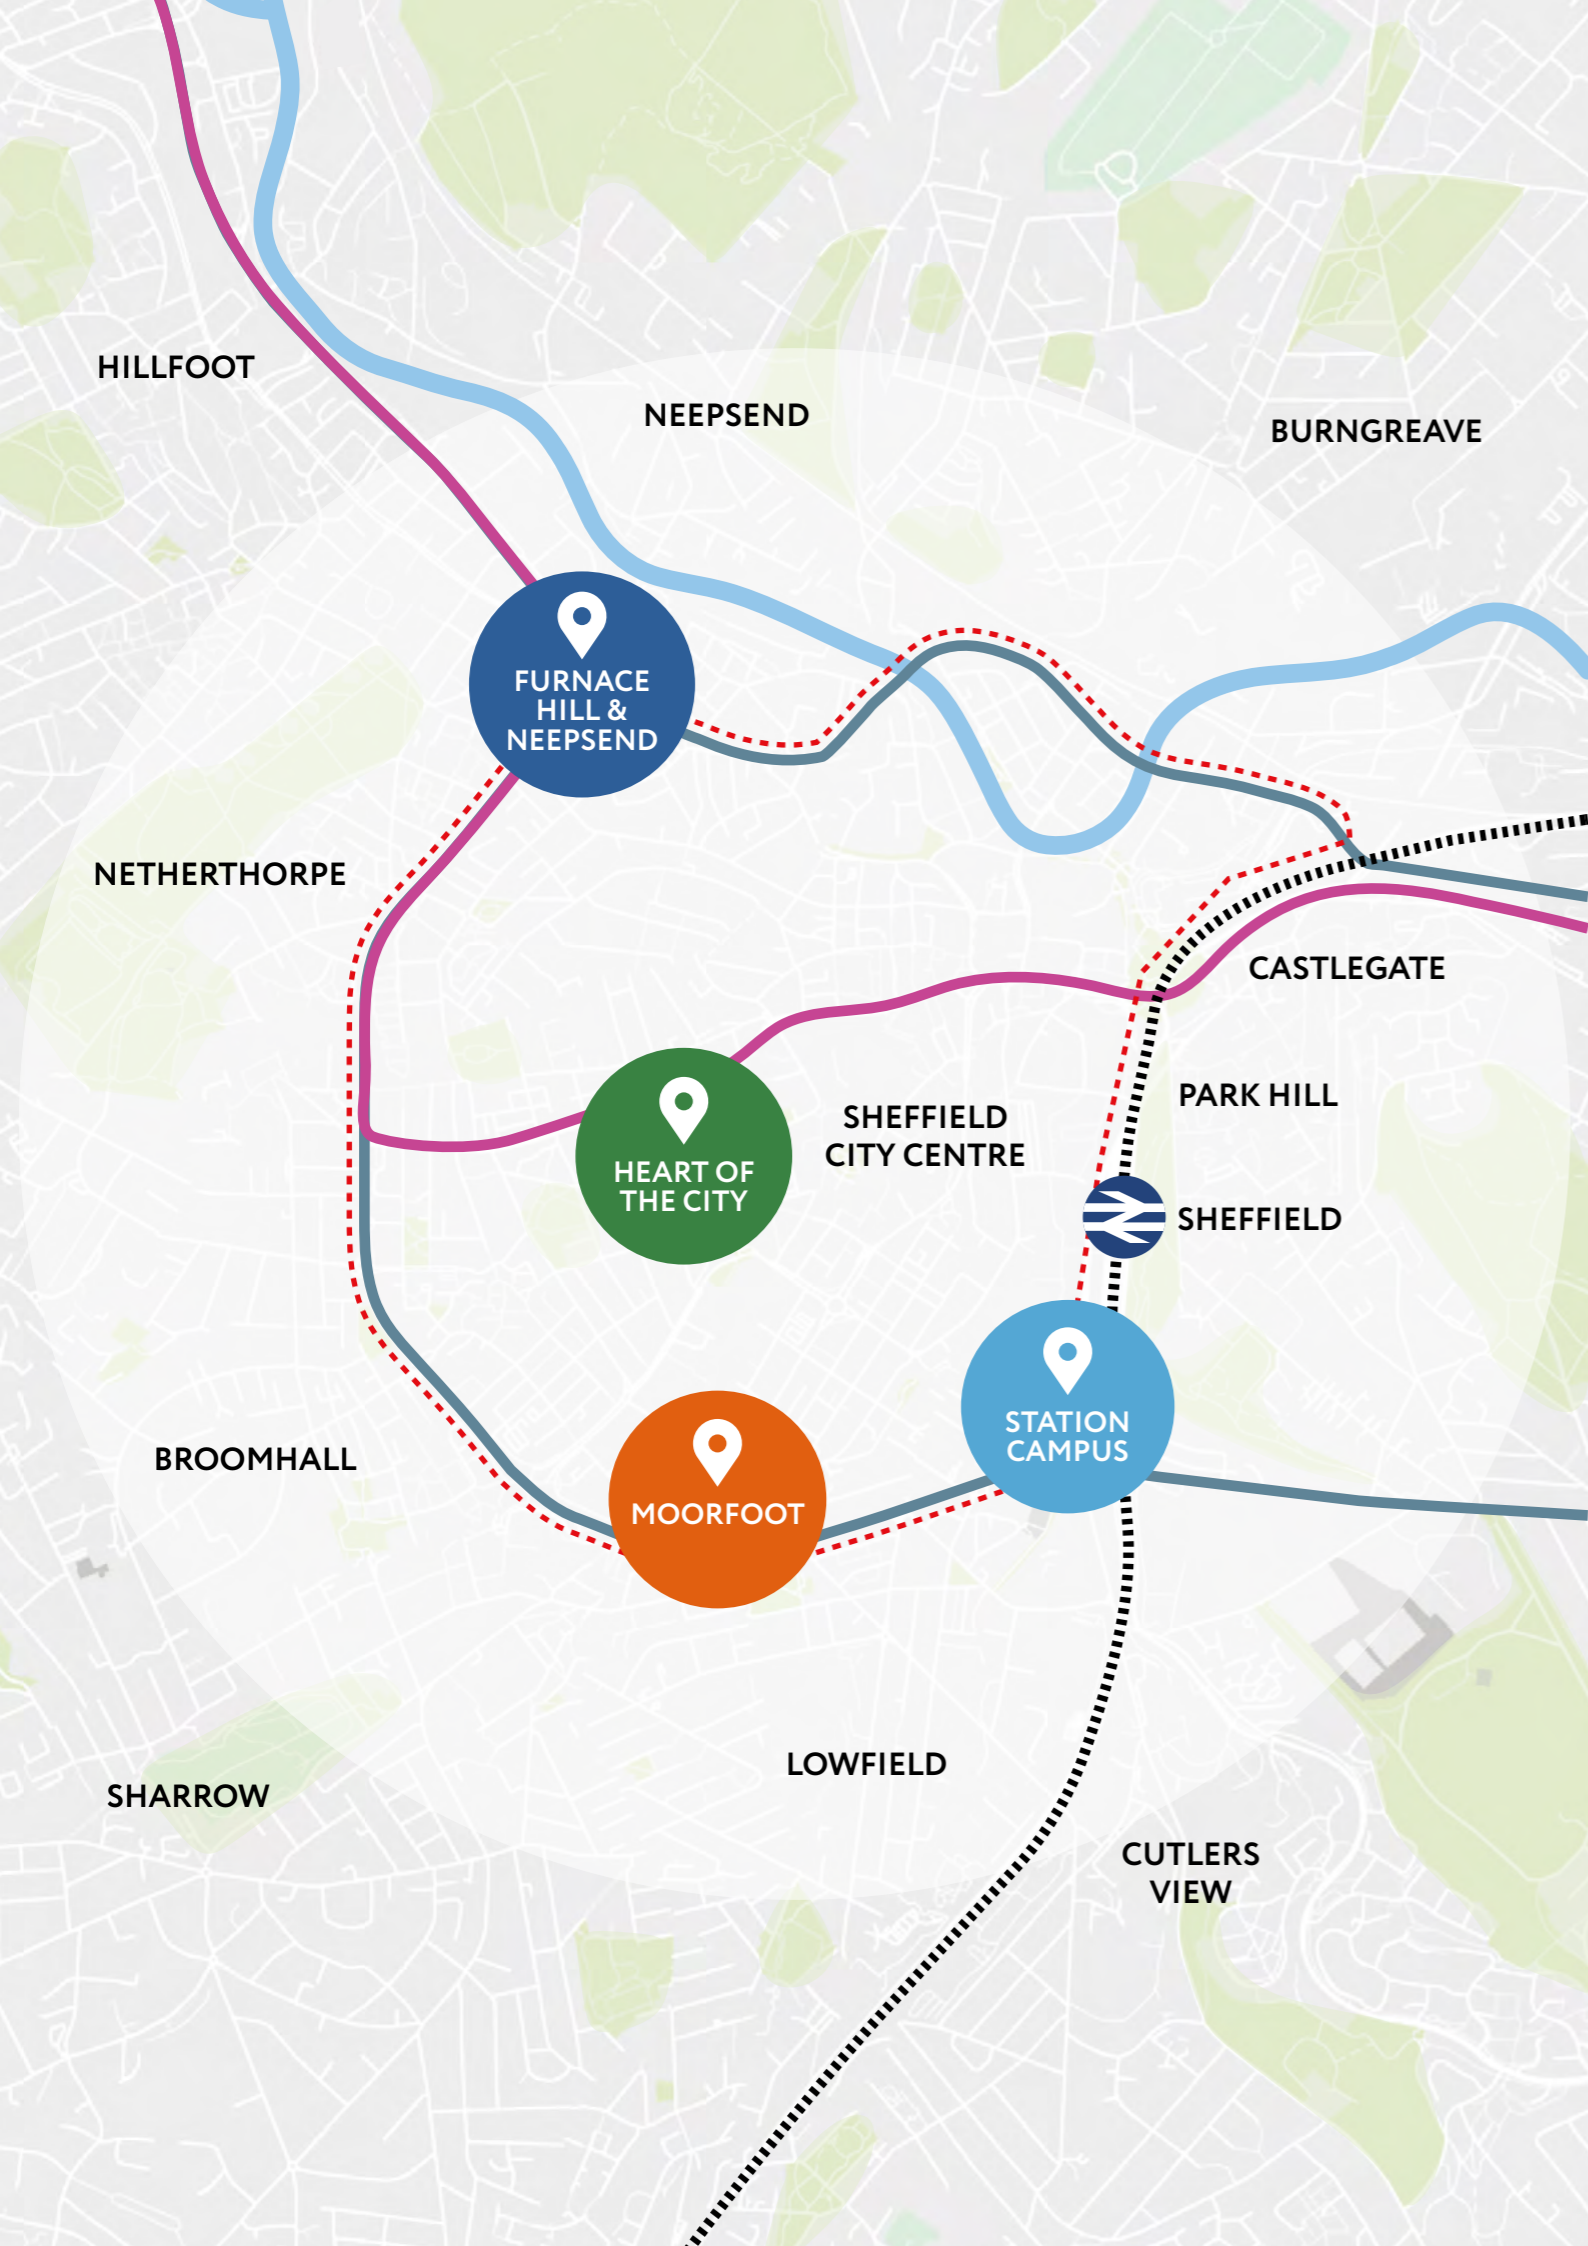 HILLFOOT
NEEPSEND
BURNGREAVE
FURNACE
HILL &
NEEPSEND
NETHERTHORPE
CASTLEGATE
PARK HILL
HEART OF
THE CITY
SHEFFIELD
CITY CENTRE
SHEFFIELD
STATION
CAMPUS
BROOMHALL
MOORFOOT
LOWFIELD
SHARROW
CUTLERS
VIEW